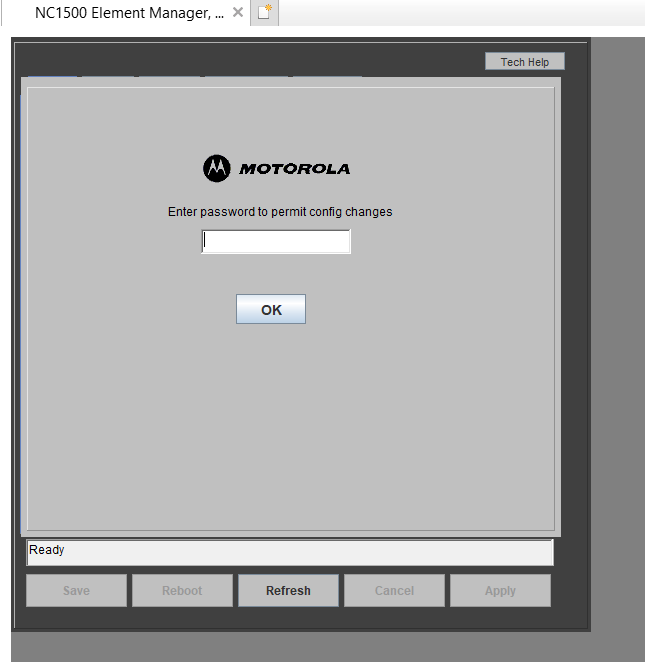 NC1500 Element Manager, ...
Tech Help
MOTOROLA
Enter password to permit config changes
OK
Ready
Save
Reboot
Refresh
Cancel
Apply